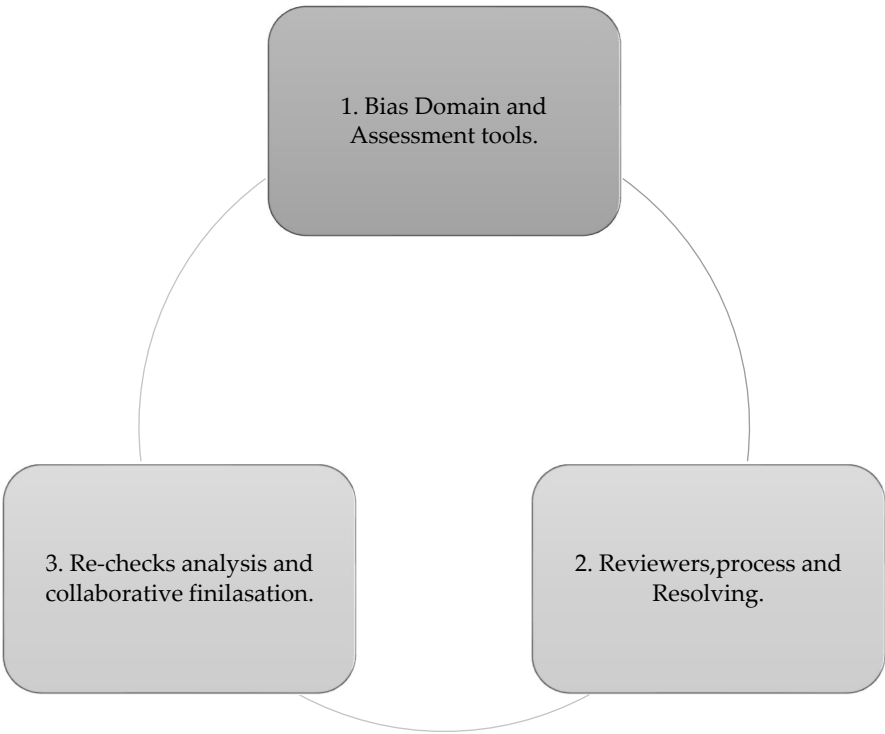 1. Bias Domain and
Assessment tools.
2. Reviewers,process and
Resolving.
3. Re-checks analysis and
collaborative finilasation.